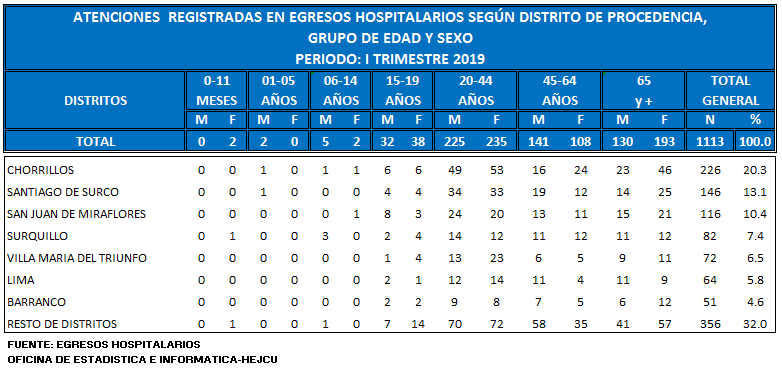 ATENCIONES REGISTRADAS EN EGRESOS HOSPITALARIOS SEGÚN DISTRITO DE PROCEDENCIA,
GRUPO DE EDAD Y SEXO
PERIODO: I TRIMESTRE 2019
DISTRITOS 0-11 MESES 01-05 AÑOS 06-14 AÑOS 15-19 AÑOS 20-44 AÑOS 45-64 AÑOS 65 y + TOTAL GENERAL
M F M F M F M F M F M F M F N %
TOTAL 0 2 2 0 5 2 32 38 225 235 141 108 130 193 1113 100.0
CHORRILLOS 0 0 1 0 1 1 6 6 49 53 16 24 23 46 226 20.3
SANTIAGO DE SURCO 0 0 1 0 0 0 4 4 34 33 19 12 14 25 146 13.1
SAN JUAN DE MIRAFLORES 0 0 0 0 0 1 8 3 24 20 13 11 15 21 116 10.4
SURQUILLO 0 1 0 0 3 0 2 4 14 12 11 12 11 12 82 7.4
VILLA MARIA DEL TRIUNFO 0 0 0 0 0 0 1 4 13 23 6 5 9 11 72 6.5
LIMA 0 0 0 0 0 0 2 1 12 14 11 4 11 9 64 5.8
BARRANCO 0 0 0 0 0 0 2 2 9 8 7 5 6 12 51 4.6
RESTO DE DISTRITOS 0 1 0 0 1 0 7 14 70 72 58 35 41 57 356 32.0
FUENTE: EGRESOS HOSPITALARIOS
OFICINA DE ESTADISTICA E INFORMATICA-HEJCU